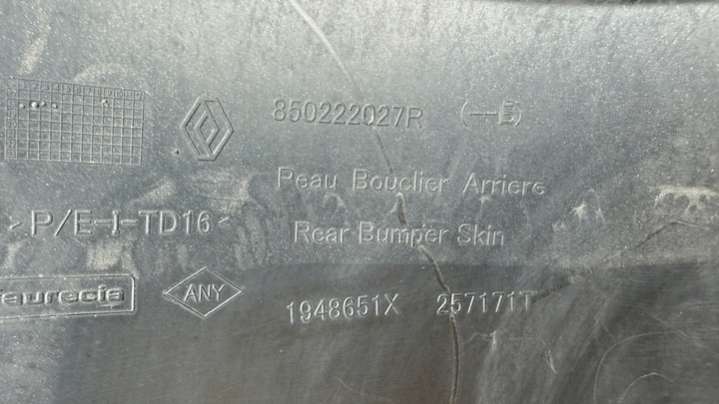 850222027R (--E)
Peau Bouclier Arriere
>P/E-I-TD16<
Rear Bumper Skin
faurecia
ANY
1948651X 257171T